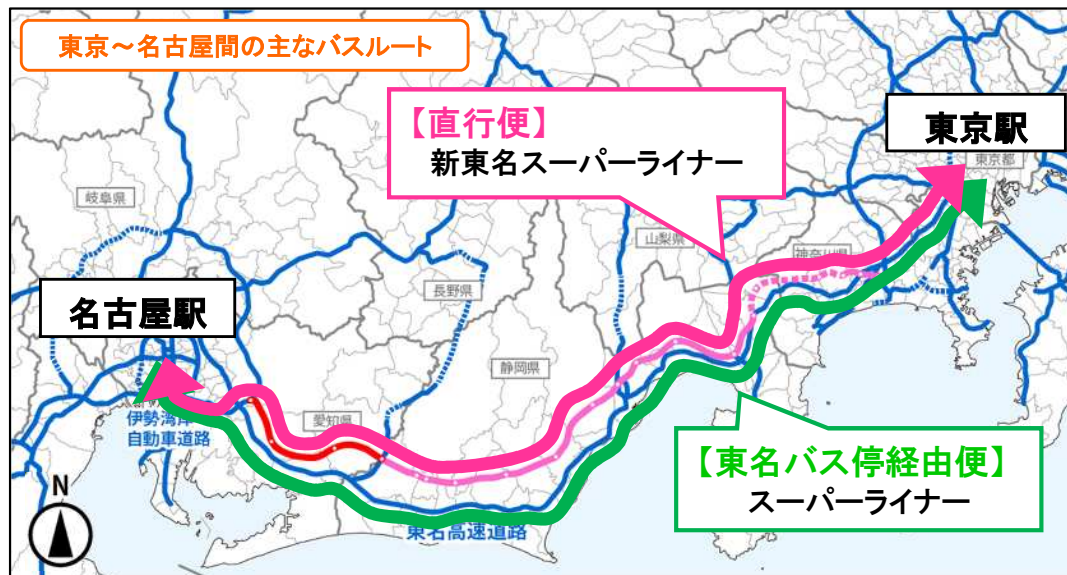 東京～名古屋間の主なバスルート
【直行便】
新東名スーパーライナー
東京駅
東京都
岐阜県
山梨県
神奈川県
長野県
名古屋駅
静岡県
愛知県
伊勢湾岸
自動車道路
【東名バス停経由便】
スーパーライナー
N
東名高速道路